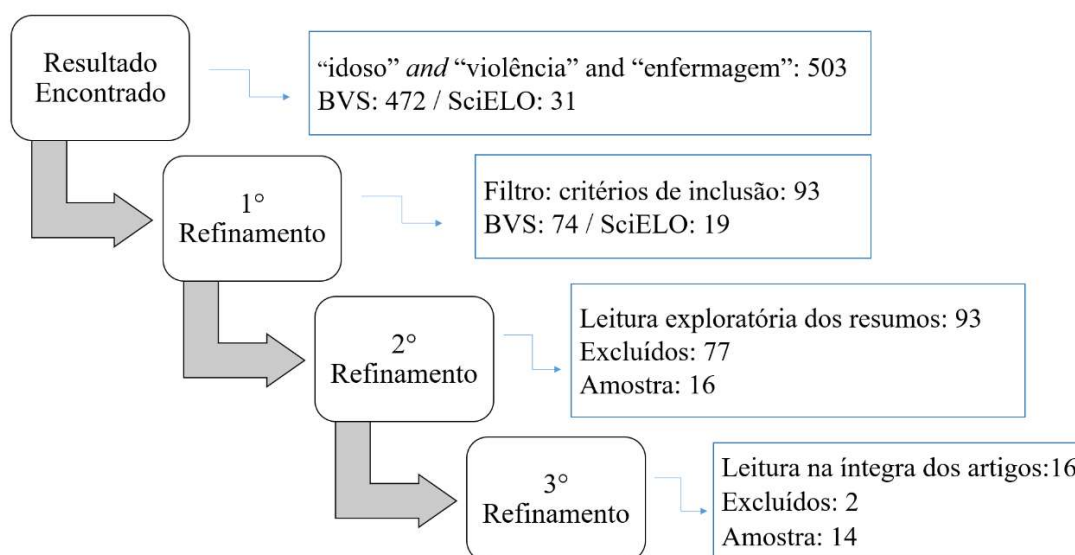 Resultado
Encontrado
“idoso” and “violência” and “enfermagem”: 503
BVS: 472 / SciELO: 31
1°
Refinamento
Filtro: critérios de inclusão: 93
BVS: 74 / SciELO: 19
2°
Refinamento
Leitura exploratória dos resumos: 93
Excluídos: 77
Amostra: 16
3°
Refinamento
Leitura na íntegra dos artigos:16
Excluídos: 2
Amostra: 14